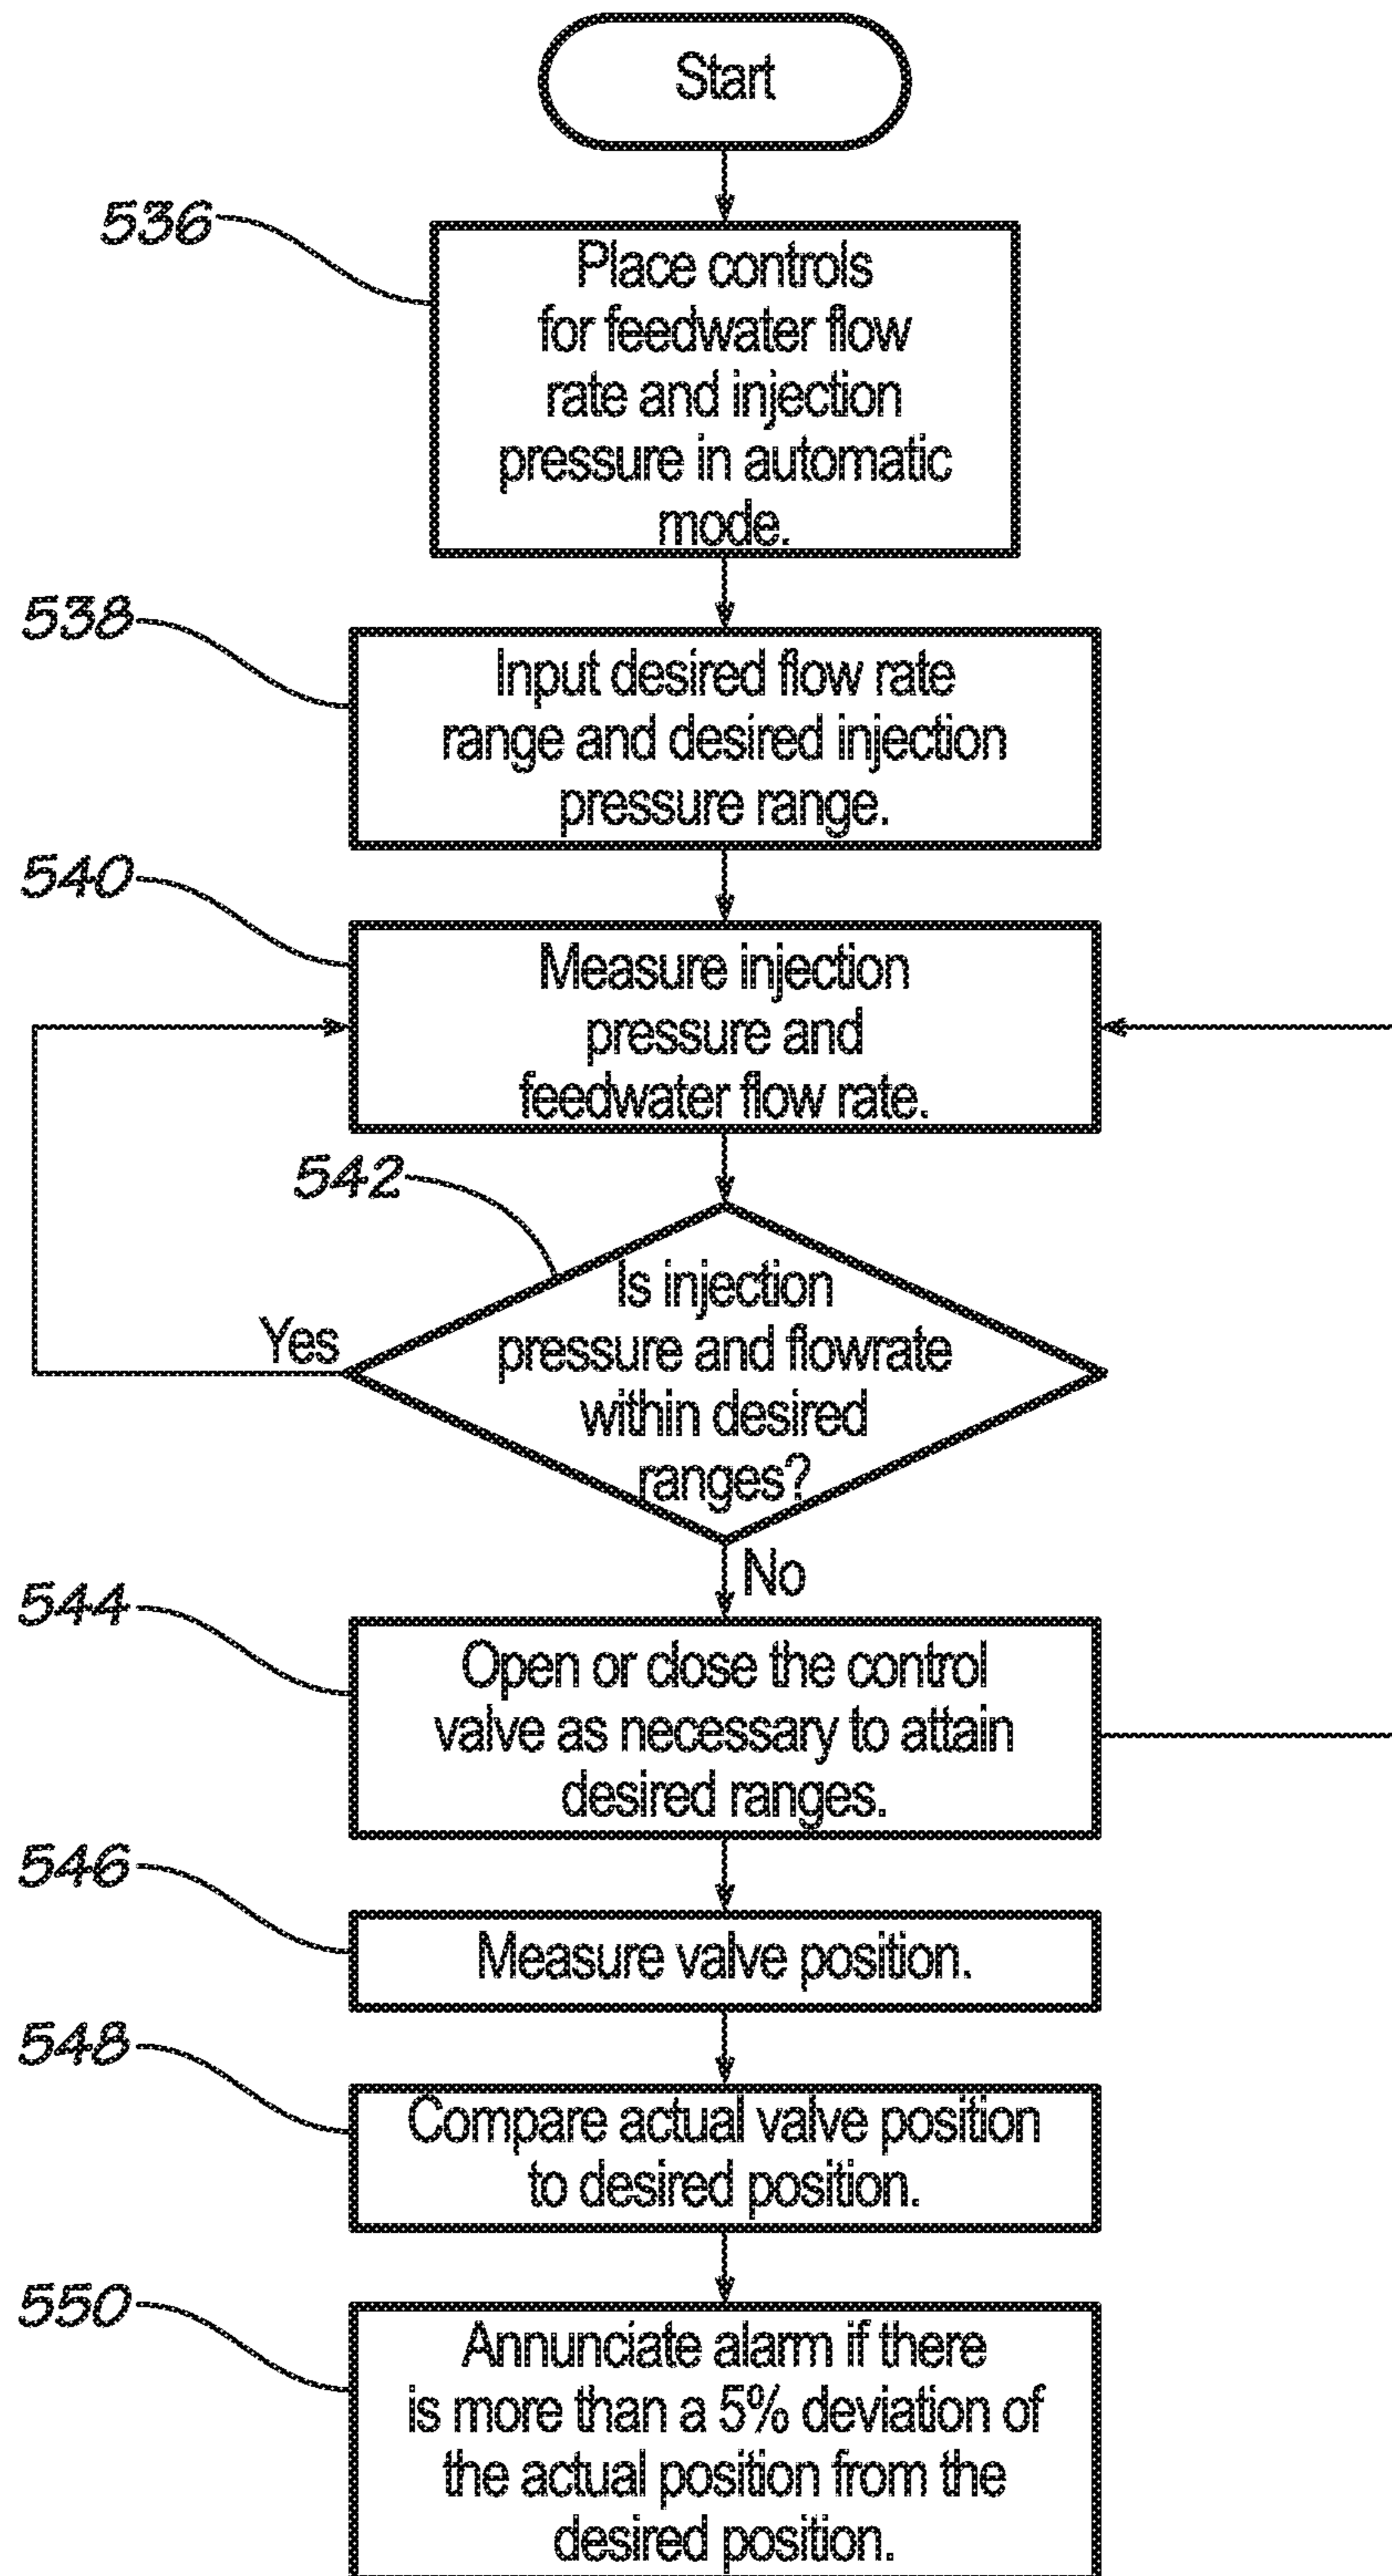 Start
536
Place controls
for feedwater flow
rate and injection
pressure in automatic
mode.
538
Input desired flow rate
range and desired injection
pressure range.
540
Measure injection
pressure and
feedwater flow rate.
542
Is injection
pressure and flowrate
within desired
ranges?
Yes
No
544
Open or close the control
valve as necessary to attain
desired ranges.
546
Measure valve position.
548
Compare actual valve position
to desired position.
550
Annunciate alarm if there
is more than a 5% deviation of
the actual position from the
desired position.